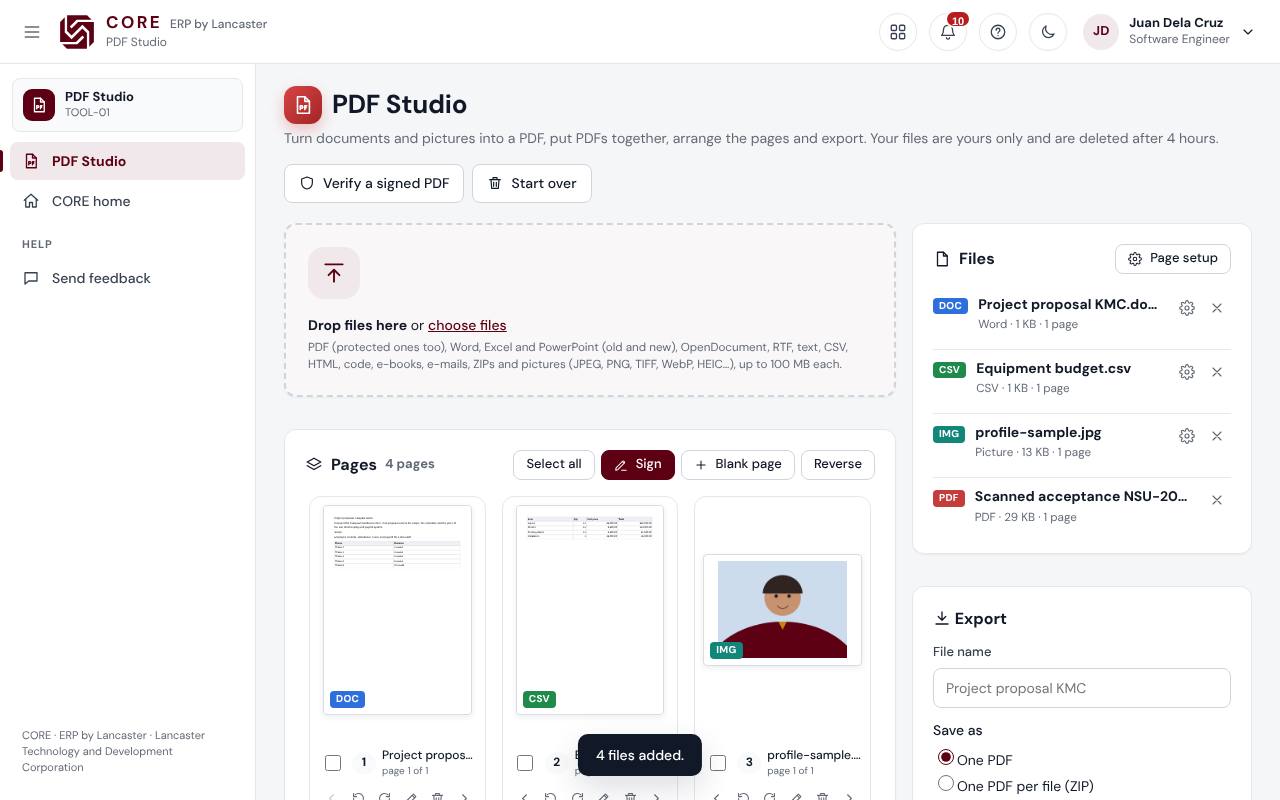 CORE ERP by Lancaster
PDF Studio
10
JD
Juan Dela Cruz
Software Engineer
PDF Studio
TOOL-01
PDF Studio
CORE home
HELP
Send feedback
CORE · ERP by Lancaster · Lancaster
Technology and Development
Corporation
PDF Studio
Turn documents and pictures into a PDF, put PDFs together, arrange the pages and export. Your files are yours only and are deleted after 4 hours.
Verify a signed PDF
Start over
Drop files here or choose files
PDF (protected ones too), Word, Excel and PowerPoint (old and new), OpenDocument, RTF, text, CSV,
HTML, code, e-books, e-mails, ZIPs and pictures (JPEG, PNG, TIFF, WebP, HEIC...), up to 100 MB each.
Pages 4 pages
Select all
Sign
Blank page
Reverse
DOC
CSV
IMG
1 Project propos...
page 1 of 1
2
3 profile-sample....
page 1 of 1
4 files added.
Files
Page setup
DOC Project proposal KMC.do...
Word · 1 KB · 1 page
CSV Equipment budget.csv
CSV · 1 KB · 1 page
IMG profile-sample.jpg
Picture · 13 KB · 1 page
PDF Scanned acceptance NSU-20...
PDF · 29 KB · 1 page
Export
File name
Project proposal KMC
Save as
One PDF
One PDF per file (ZIP)